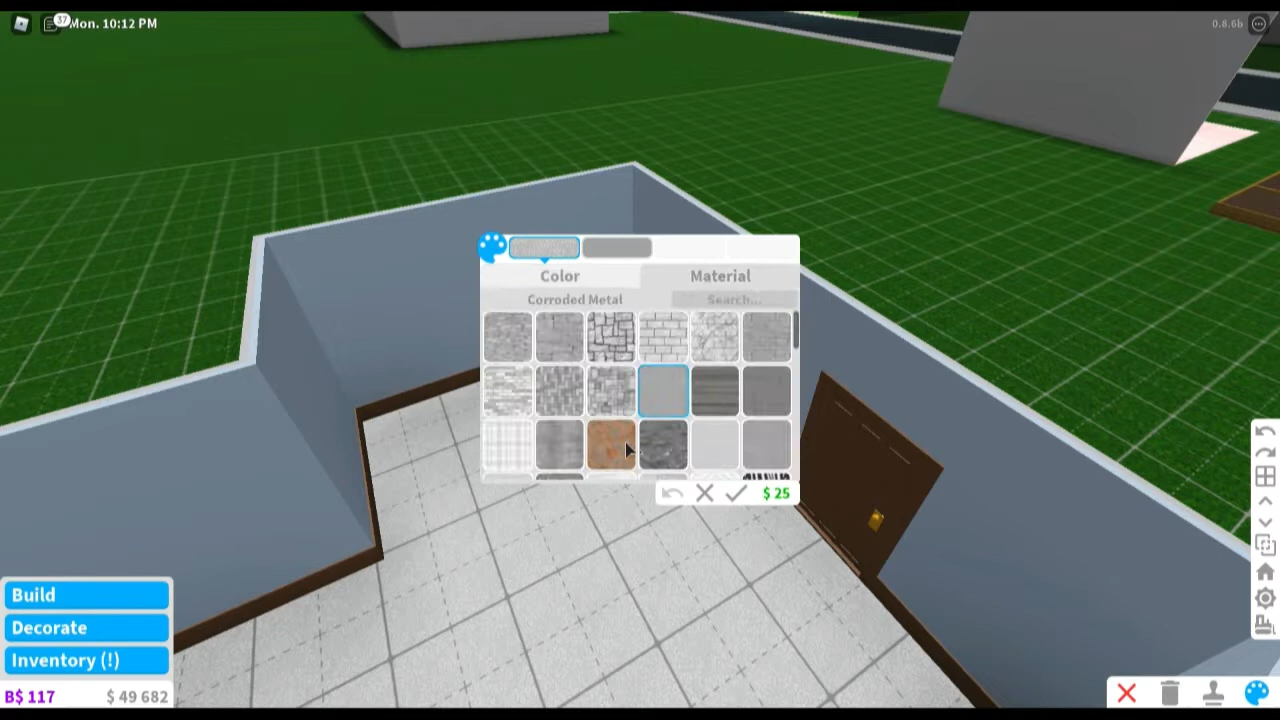 37
Mon. 10:12 PM
0.8.6b
Color
Material
Corroded Metal
Search...
$ 25
Build
Decorate
Inventory (!)
B$ 117
$ 49 682